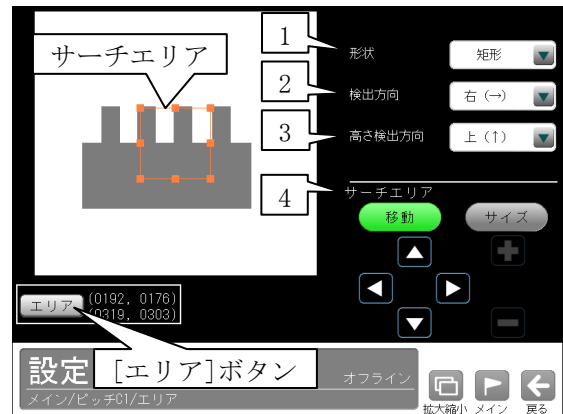 サーチエリア
1
形状
矩形
2
検出方向
右 (→)
3
高さ検出方向
上 (↑)
4
サーチエリア
移動
サイズ
エリア
(0192, 0176)
(0319, 0303)
[エリア]ボタン
設定
オフライン
メイン/ピッチC1/エリア
拡大縮小
メイン
戻る